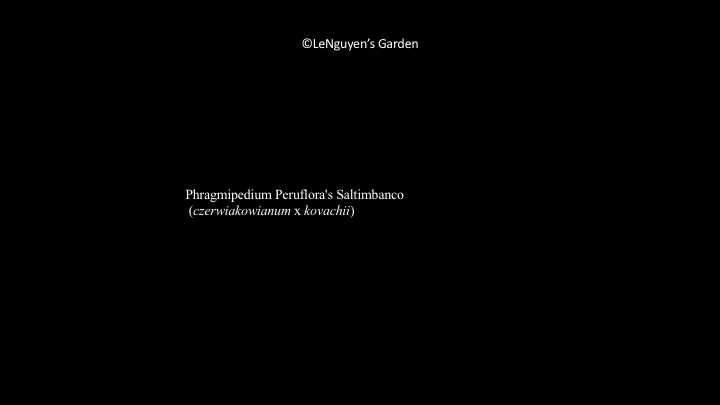 ©LeNguyen’s Garden
Phragmipedium Peruflora's Saltimbanco
(czerwiakowianum x kovachii)